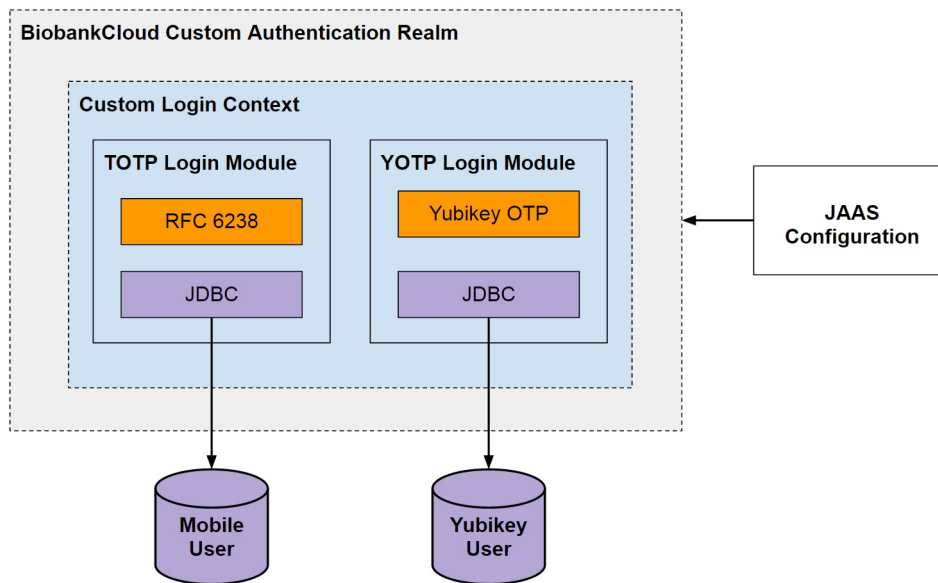 BiobankCloud Custom Authentication Realm
Custom Login Context
TOTP Login Module
RFC 6238
JDBC
YOTP Login Module
Yubikey OTP
JDBC
JAAS
Configuration
Mobile
User
Yubikey
User